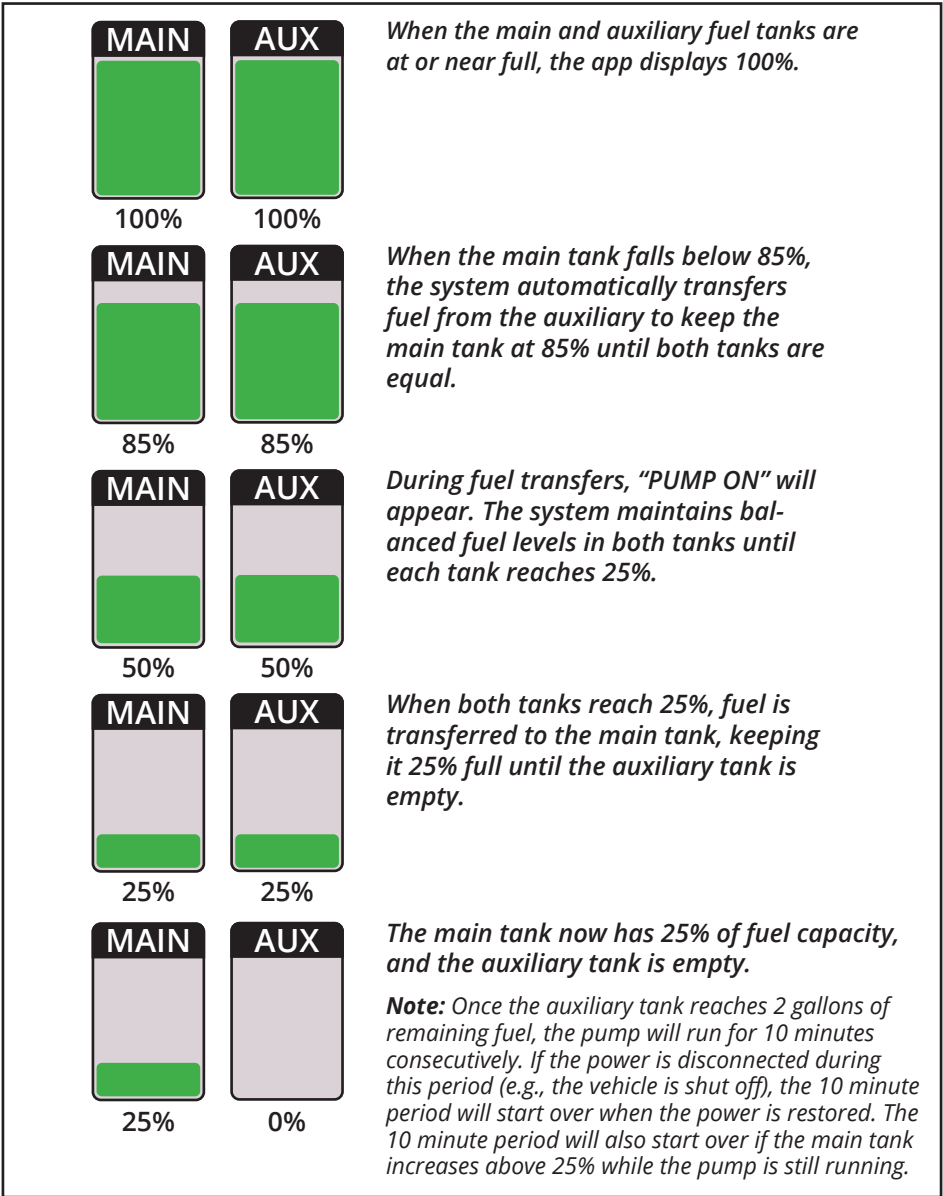 MAIN AUX
When the main and auxiliary fuel tanks are
at or near full, the app displays 100%.
100% 100%
MAIN AUX
When the main tank falls below 85%,
the system automatically transfers
fuel from the auxiliary to keep the
main tank at 85% until both tanks are
equal.
85% 85%
MAIN AUX
During fuel transfers, “PUMP ON” will
appear. The system maintains bal-
anced fuel levels in both tanks until
each tank reaches 25%.
50% 50%
MAIN AUX
When both tanks reach 25%, fuel is
transferred to the main tank, keeping
it 25% full until the auxiliary tank is
empty.
25% 25%
MAIN AUX
The main tank now has 25% of fuel capacity,
and the auxiliary tank is empty.
Note: Once the auxiliary tank reaches 2 gallons of
remaining fuel, the pump will run for 10 minutes
consecutively. If the power is disconnected during
this period (e.g., the vehicle is shut off), the 10 minute
period will start over when the power is restored. The
10 minute period will also start over if the main tank
increases above 25% while the pump is still running.
25% 0%